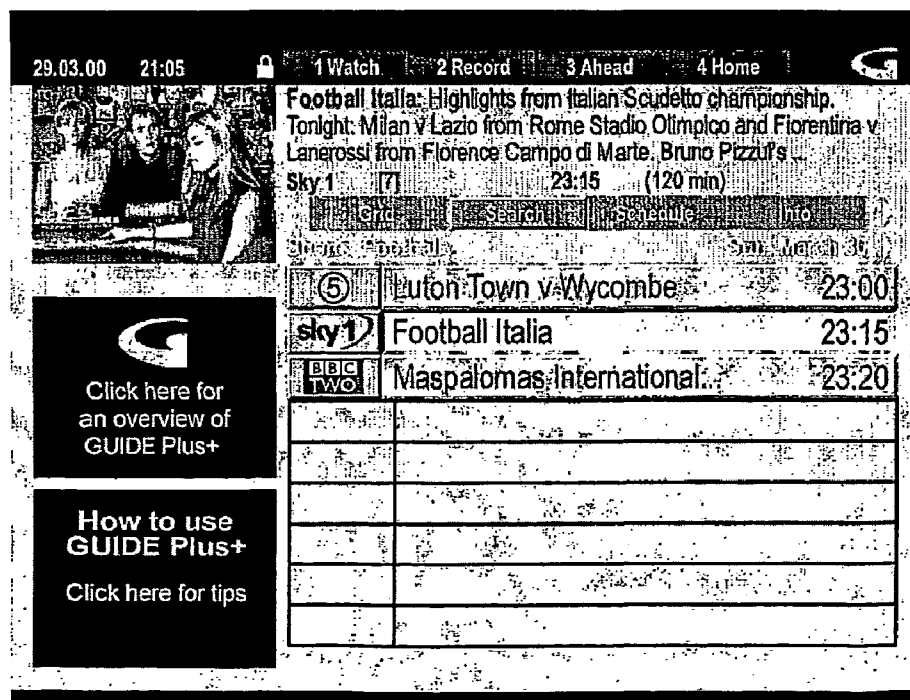 29.03.00 21:05 1 Watch 2 Record 3 Ahead 4 Home
Football Italia: Highlights from Italian Scudetto championship.
Tonight: Milan v Lazio from Rome Stadio Olimpico and Fiorentina v
Lanerossi from Florence Campo di Marte. Bruno Pizzul's ...
Sky 1 [7] 23:15 (120 min)
Grid Search Schedule Info
Football March 30
5 Luton Town v Wycombe 23:00
sky 1 Football Italia 23:15
BBC TWO Maspalomas International... 23:20
Click here for
an overview of
GUIDE Plus+
How to use
GUIDE Plus+
Click here for tips